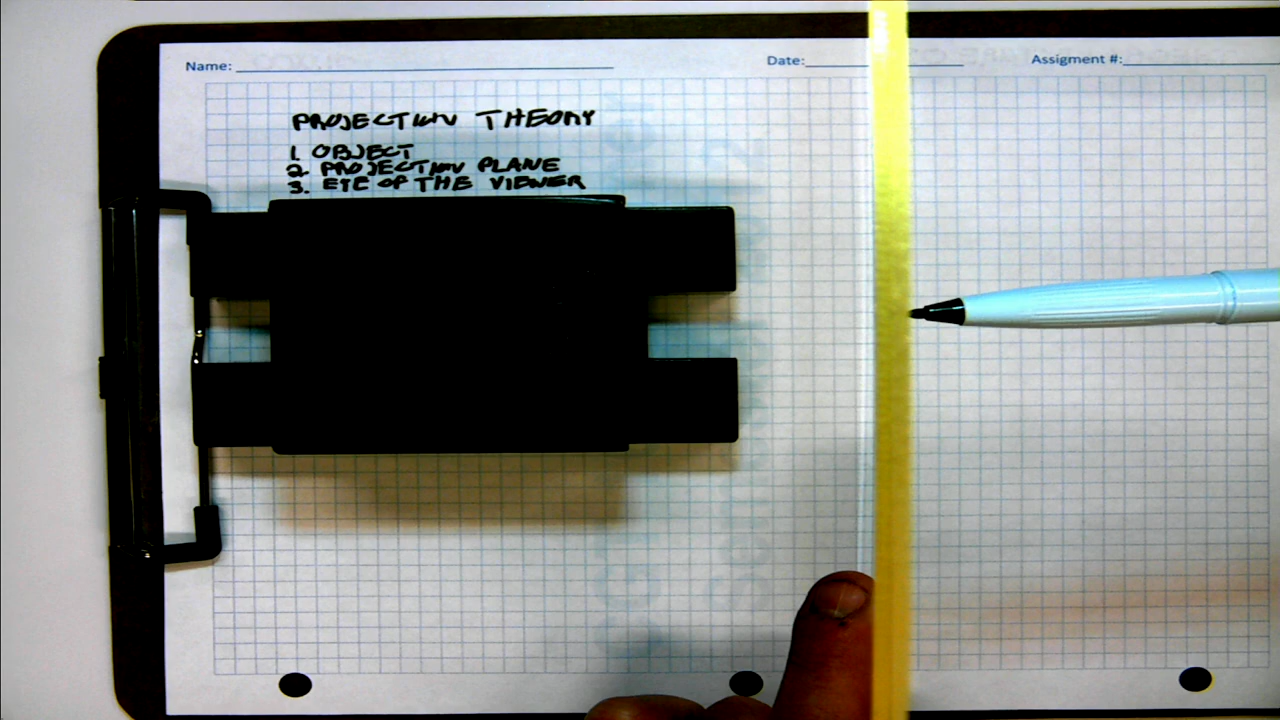 Name: Date: Assigment #:
PROJECTION THEORY
1. OBJECT
2. PROJECTION PLANE
3. EYE OF THE VIEWER